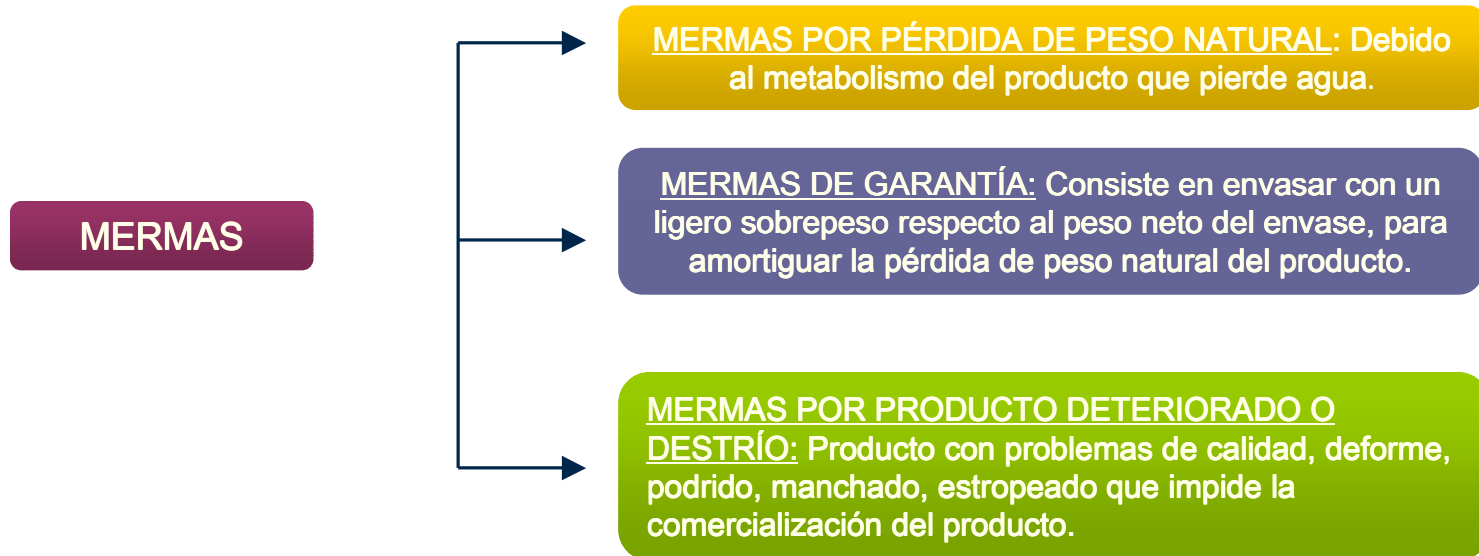 MERMAS
MERMAS POR PÉRDIDA DE PESO NATURAL: Debido
al metabolismo del producto que pierde agua.
MERMAS DE GARANTÍA: Consiste en envasar con un
ligero sobrepeso respecto al peso neto del envase, para
amortiguar la pérdida de peso natural del producto.
MERMAS POR PRODUCTO DETERIORADO O
DESTRÍO: Producto con problemas de calidad, deforme,
podrido, manchado, estropeado que impide la
comercialización del producto.